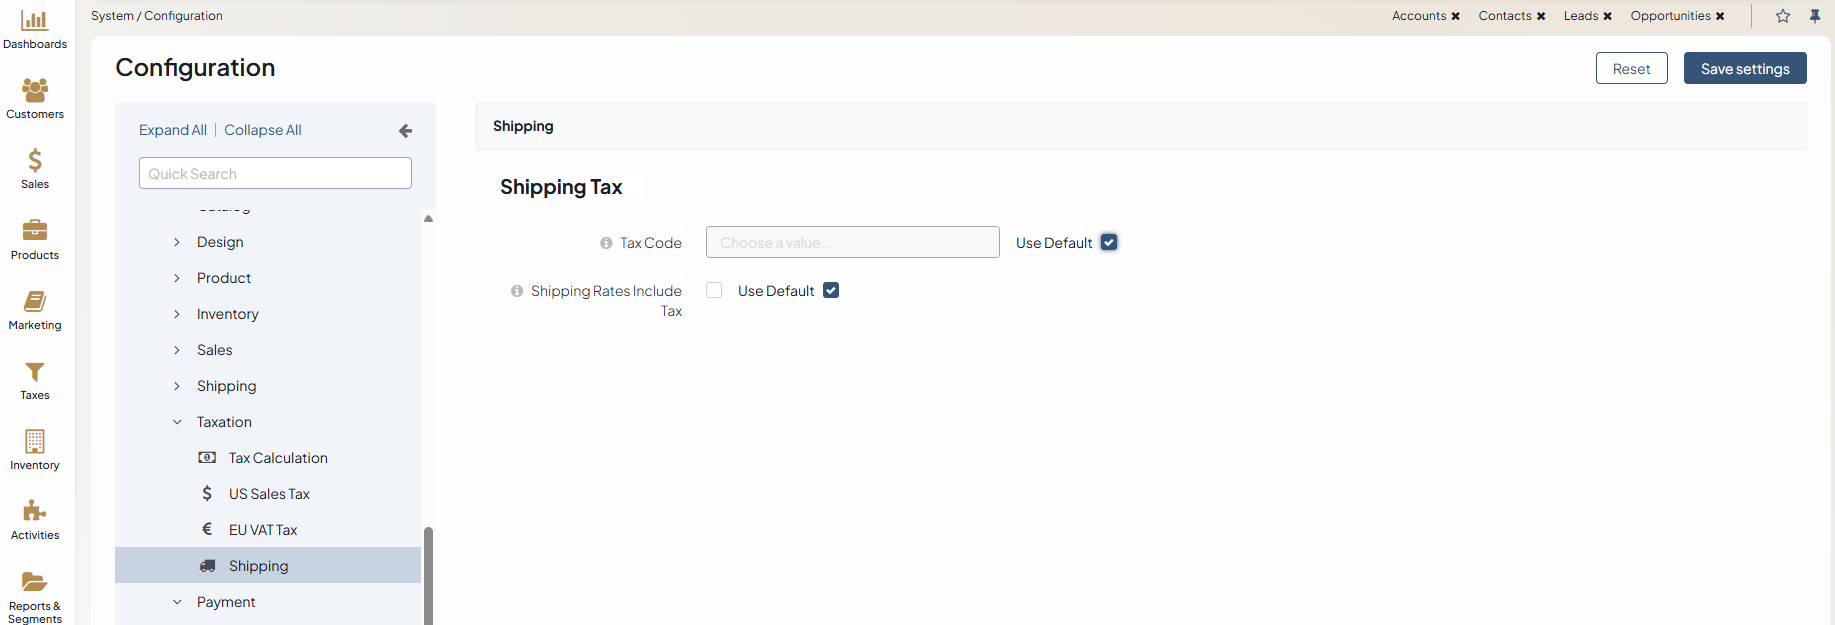 System / Configuration
Accounts ✖ Contacts ✖ Leads ✖ Opportunities ✖
Dashboards
Customers
Sales
Products
Marketing
Taxes
Inventory
Activities
Reports &
Segments
Configuration
Reset
Save settings
Expand All | Collapse All
Quick Search
Catalog
Design
Product
Inventory
Sales
Shipping
Taxation
Tax Calculation
US Sales Tax
EU VAT Tax
Shipping
Payment
Shipping
Shipping Tax
Tax Code
Choose a value...
Use Default
Shipping Rates Include
Tax
Use Default